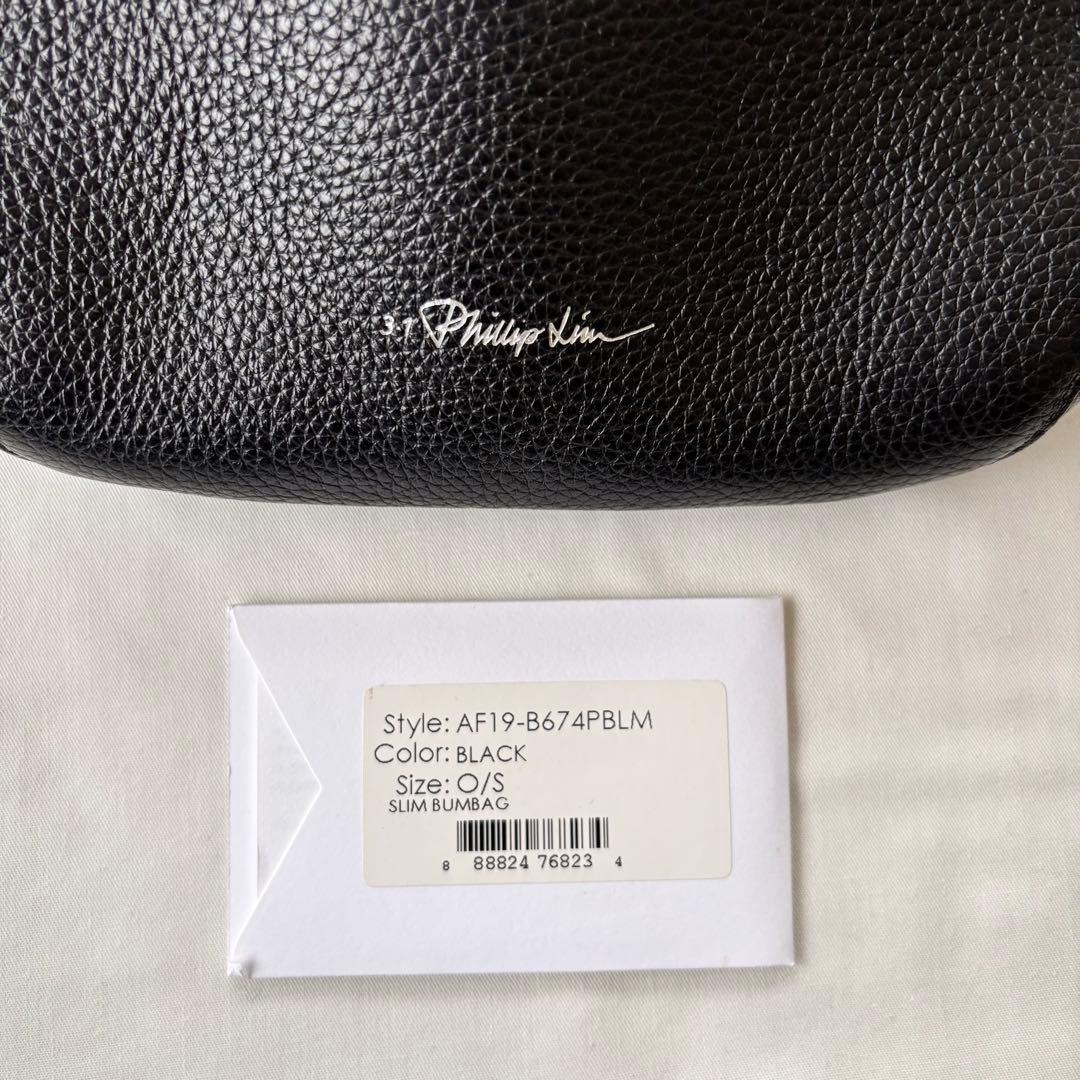 3.1 Phillip Lim
Style: AF19-B674PBLM
Color: BLACK
Size: O/S
SLIM BUMBAG
8 88824 76823 4